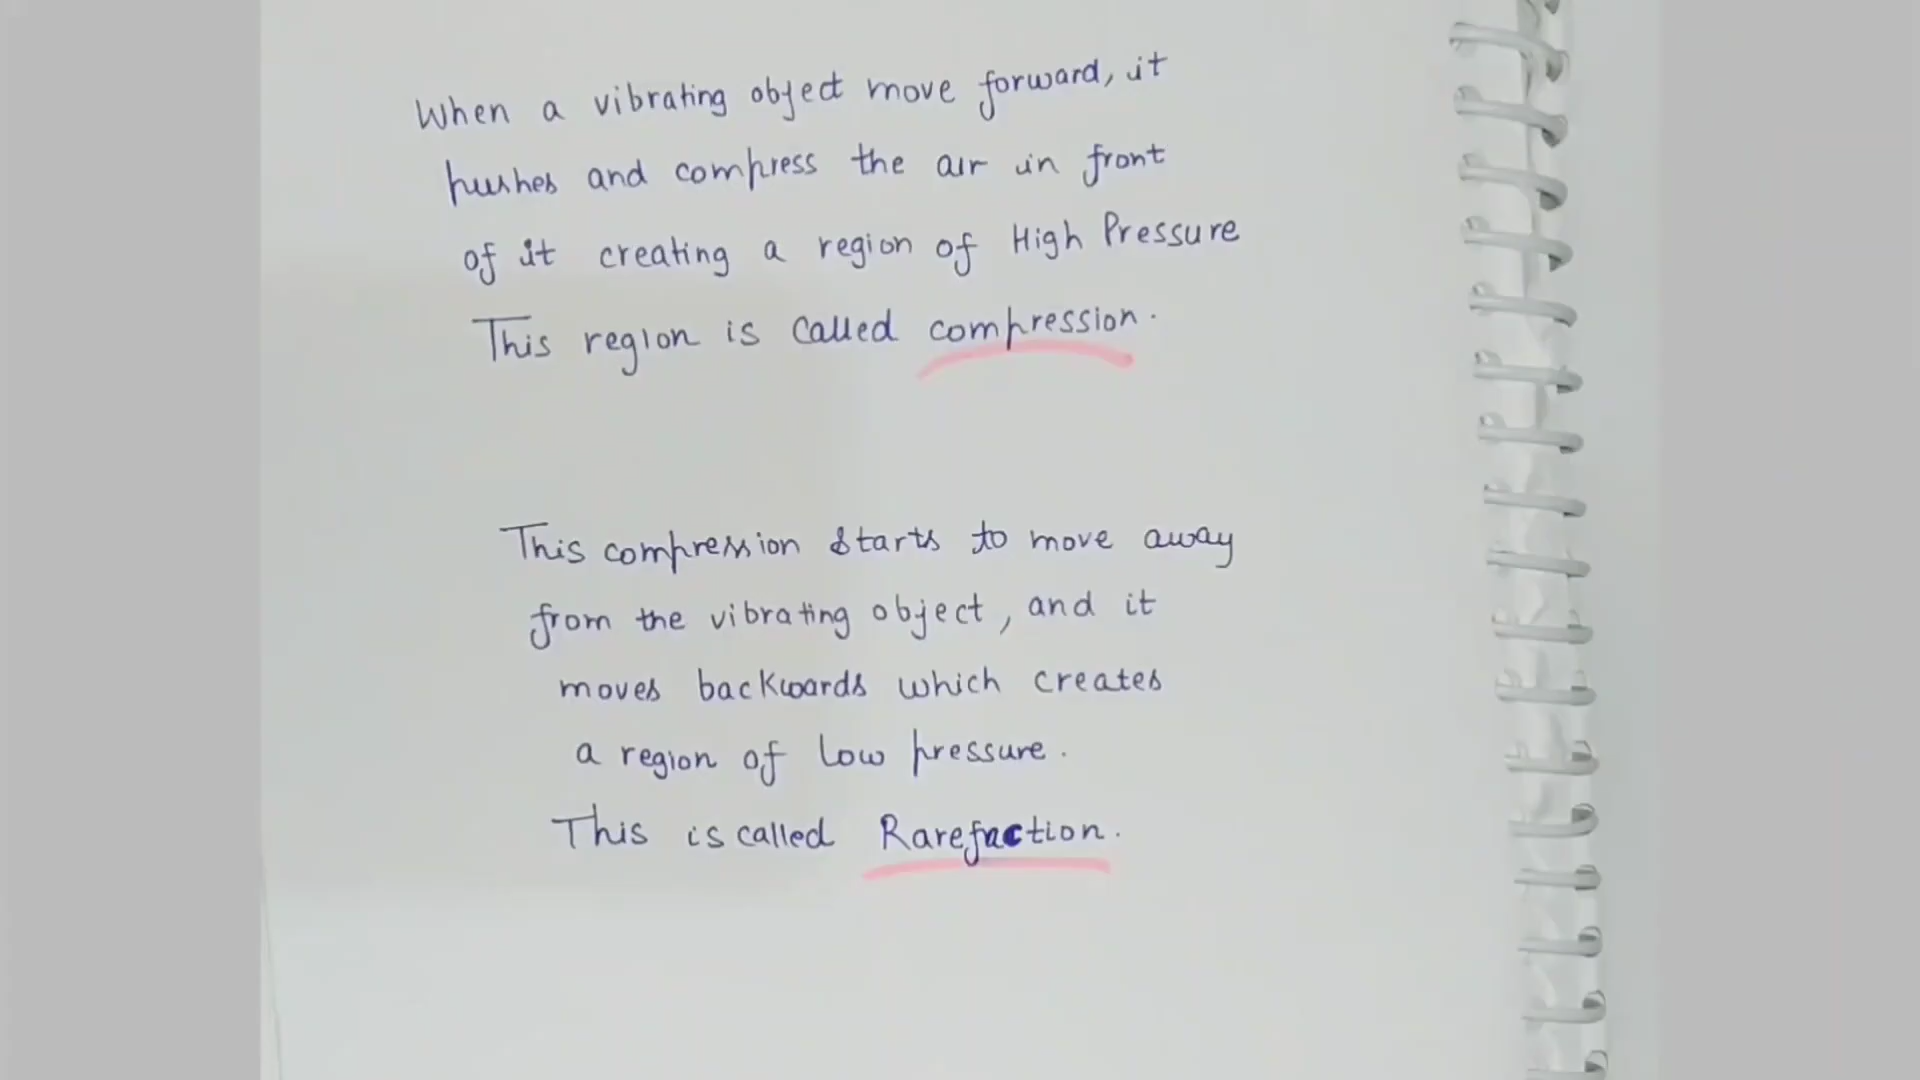 When a vibrating object move forward, it
pushes and compress the air in front
of it creating a region of High Pressure
This region is called compression.
This compression starts to move away
from the vibrating object, and it
moves backwards which creates
a region of low pressure.
This is called Rarefaction.